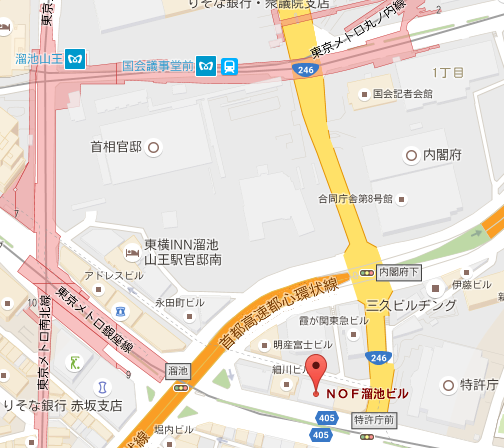 りそな銀行・衆議院支店
東京メトロ丸ノ内線
溜池山王
国会議事堂前
246
1丁目
国会記者会館
首相官邸
内閣府
合同庁舎第8号館
7
東横INN溜池
山王駅官邸南
アドレスビル
内閣府下
伊藤ビル
10
東京メトロ銀座線
永田町ビル
首都高速都心環状線
三久ビルヂング
霞が関東急ビル
東京メトロ南北線
明産富士ビル
246
溜池
細川ビル
9
NOF溜池ビル
特許庁
りそな銀行 赤坂支店
堀内ビル
405
特許庁前
405